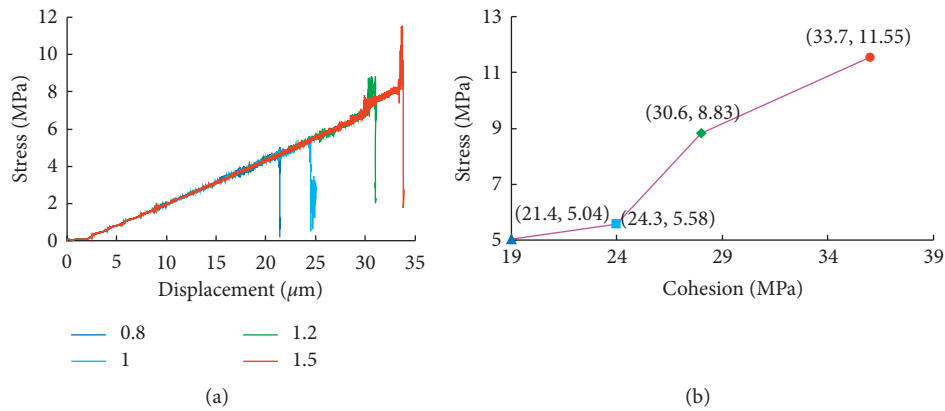 12
10
8
6
4
2
0
Stress (MPa)
0 5 10 15 20 25 30 35
Displacement (μm)
0.8
1.2
1
1.5
(a)
13
11
9
7
5
Stress (MPa)
(33.7, 11.55)
(30.6, 8.83)
(21.4, 5.04)
(24.3, 5.58)
19 24 29 34 39
Cohesion (MPa)
(b)